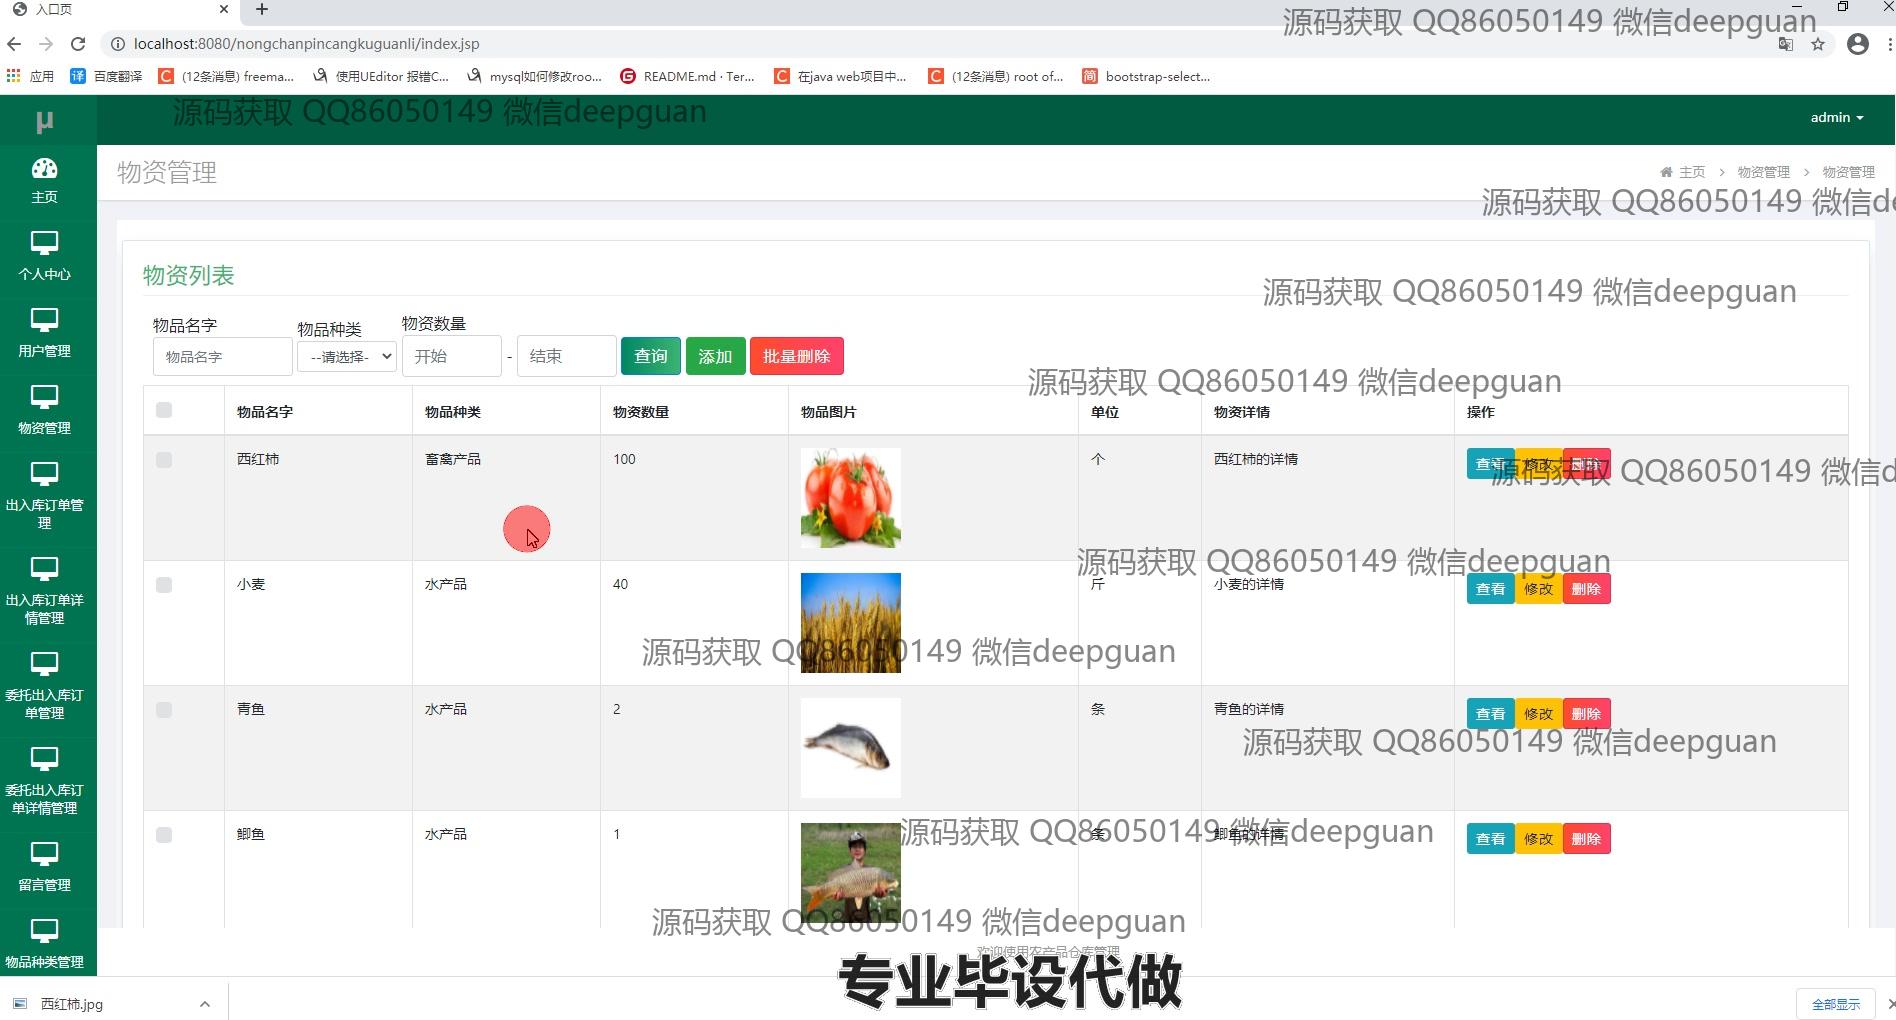 入口页
源码获取 QQ86050149 微信deepguan
localhost:8080/nongchanpincangkuguanli/index.jsp
应用 百度翻译 (12条消息) freema... 使用UEditor 报错C... mysql如何修改roo... README.md · Ter... 在java web项目中... (12条消息) root of... bootstrap-select...
μ
源码获取 QQ86050149 微信deepguan
admin
主页
个人中心
用户管理
物资管理
出入库订单管
理
出入库订单详
情管理
委托出入库订
单管理
委托出入库订
单详情管理
留言管理
物品种类管理
物资管理
主页 > 物资管理 > 物资管理
源码获取 QQ86050149 微信de
物资列表
源码获取 QQ86050149 微信deepguan
物品名字 物品种类 物资数量
物品名字 --请选择- 开始 - 结束 查询 添加 批量删除
源码获取 QQ86050149 微信deepguan
物品名字 物品种类 物资数量 物品图片 单位 物资详情 操作
西红柿 畜禽产品 100 个 西红柿的详情 查看 修改 删除
源码获取 QQ86050149 微信d
源码获取 QQ86050149 微信deepguan
小麦 水产品 40 斤 小麦的详情 查看 修改 删除
源码获取 QQ86050149 微信deepguan
青鱼 水产品 2 条 青鱼的详情 查看 修改 删除
源码获取 QQ86050149 微信deepguan
鲫鱼 水产品 1 条 鲫鱼的详情 查看 修改 删除
源码获取 QQ86050149 微信deepguan
源码获取 QQ86050149 微信deepguan
欢迎使用农产品仓库管理
专业毕设代做
西红柿.jpg
全部显示